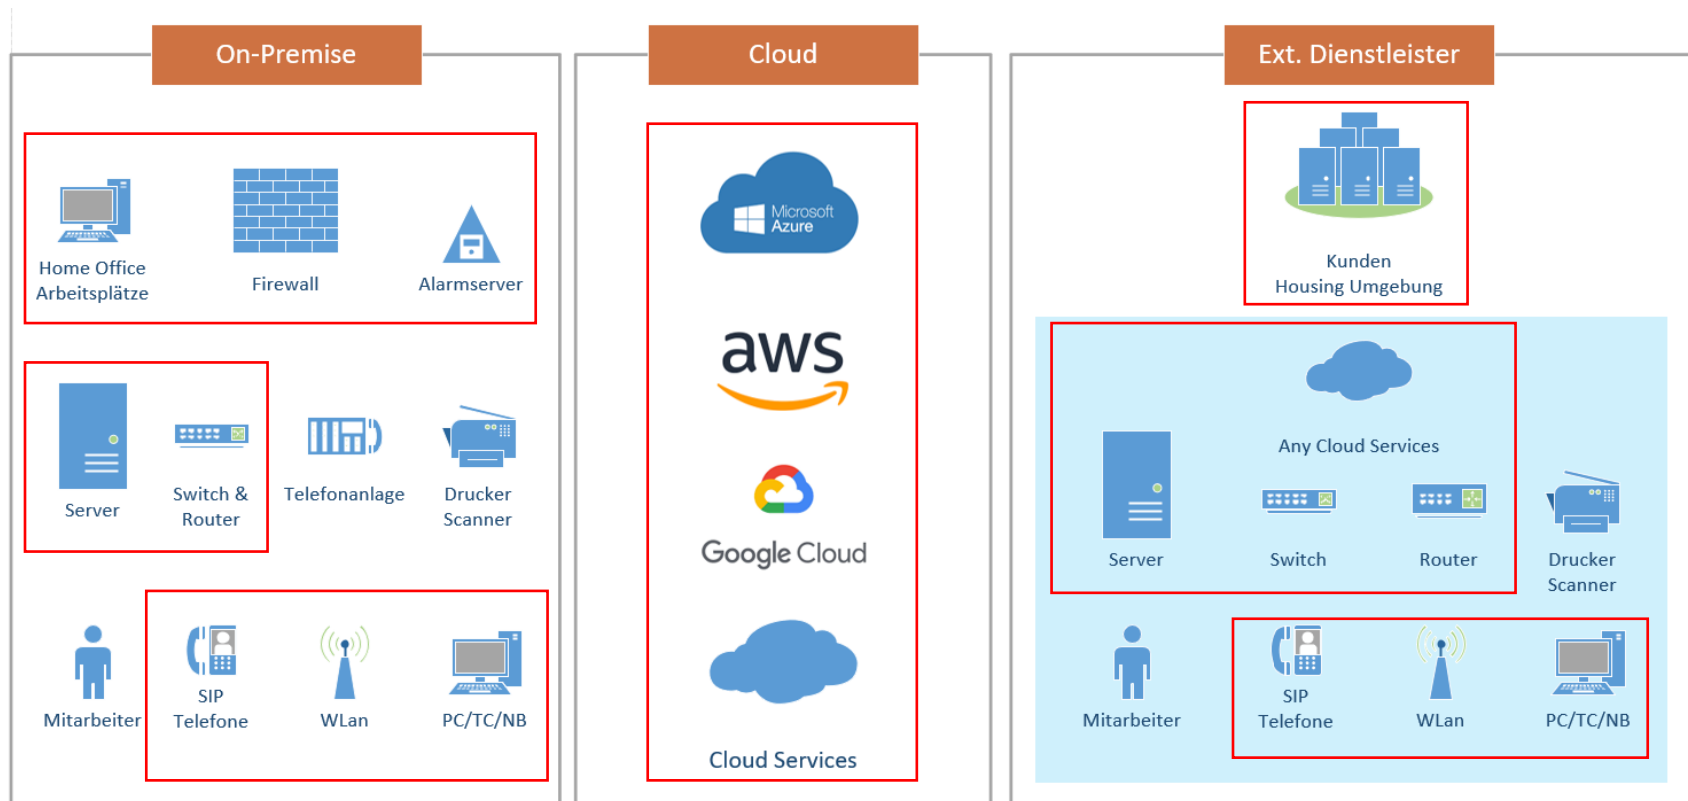 On-Premise
Home Office
Arbeitsplätze
Firewall
Alarmserver
Server
Switch &
Router
Telefonanlage
Drucker
Scanner
Mitarbeiter
SIP
Telefone
WLan
PC/TC/NB
Cloud
Microsoft
Azure
aws
Google Cloud
Cloud Services
Ext. Dienstleister
Kunden
Housing Umgebung
Any Cloud Services
Server
Switch
Router
Drucker
Scanner
Mitarbeiter
SIP
Telefone
WLan
PC/TC/NB